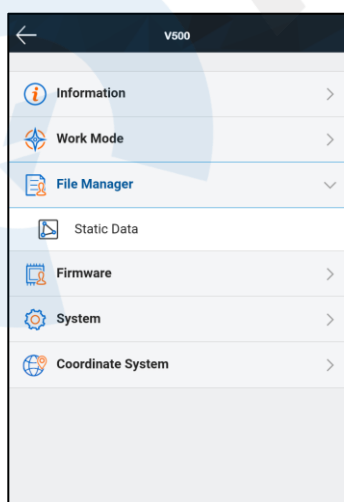 V500
Information
Work Mode
File Manager
Static Data
Firmware
System
Coordinate System